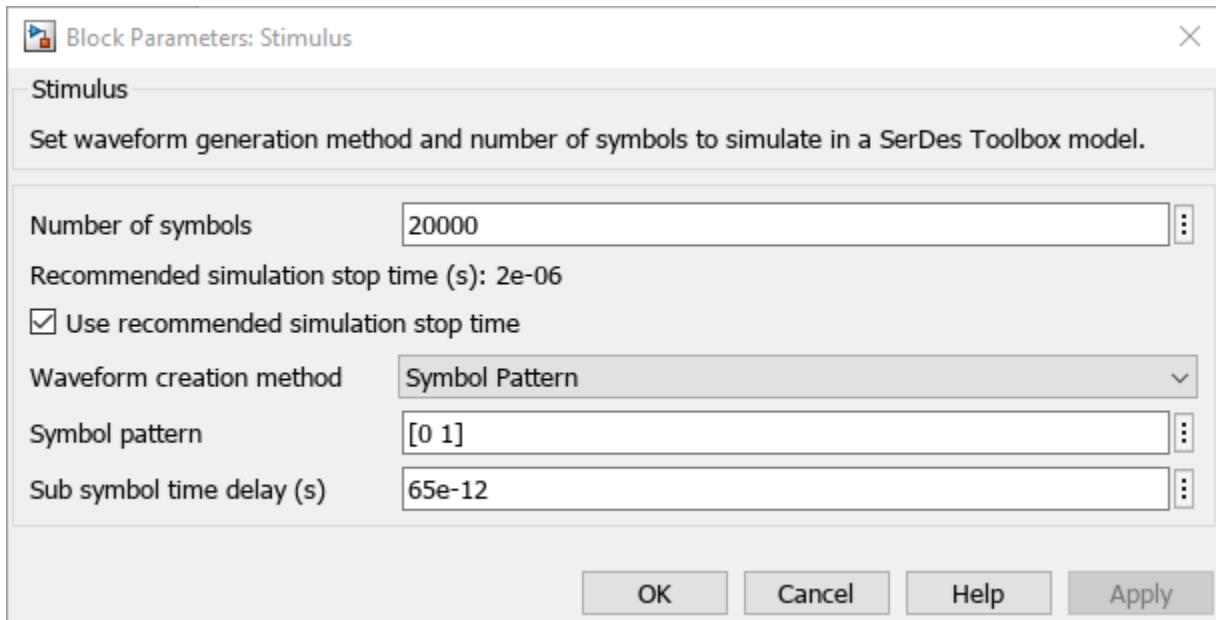 Block Parameters: Stimulus
Stimulus
Set waveform generation method and number of symbols to simulate in a SerDes Toolbox model.
Number of symbols 20000
Recommended simulation stop time (s): 2e-06
Use recommended simulation stop time
Waveform creation method Symbol Pattern
Symbol pattern [0 1]
Sub symbol time delay (s) 65e-12
OK Cancel Help Apply